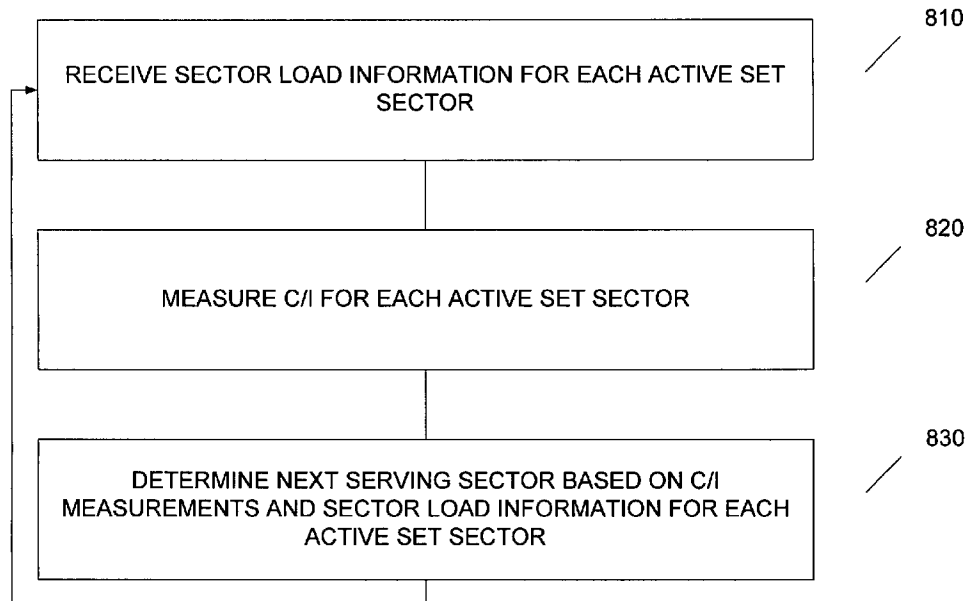 810
RECEIVE SECTOR LOAD INFORMATION FOR EACH ACTIVE SET
SECTOR
820
MEASURE C/I FOR EACH ACTIVE SET SECTOR
830
DETERMINE NEXT SERVING SECTOR BASED ON C/I
MEASUREMENTS AND SECTOR LOAD INFORMATION FOR EACH
ACTIVE SET SECTOR